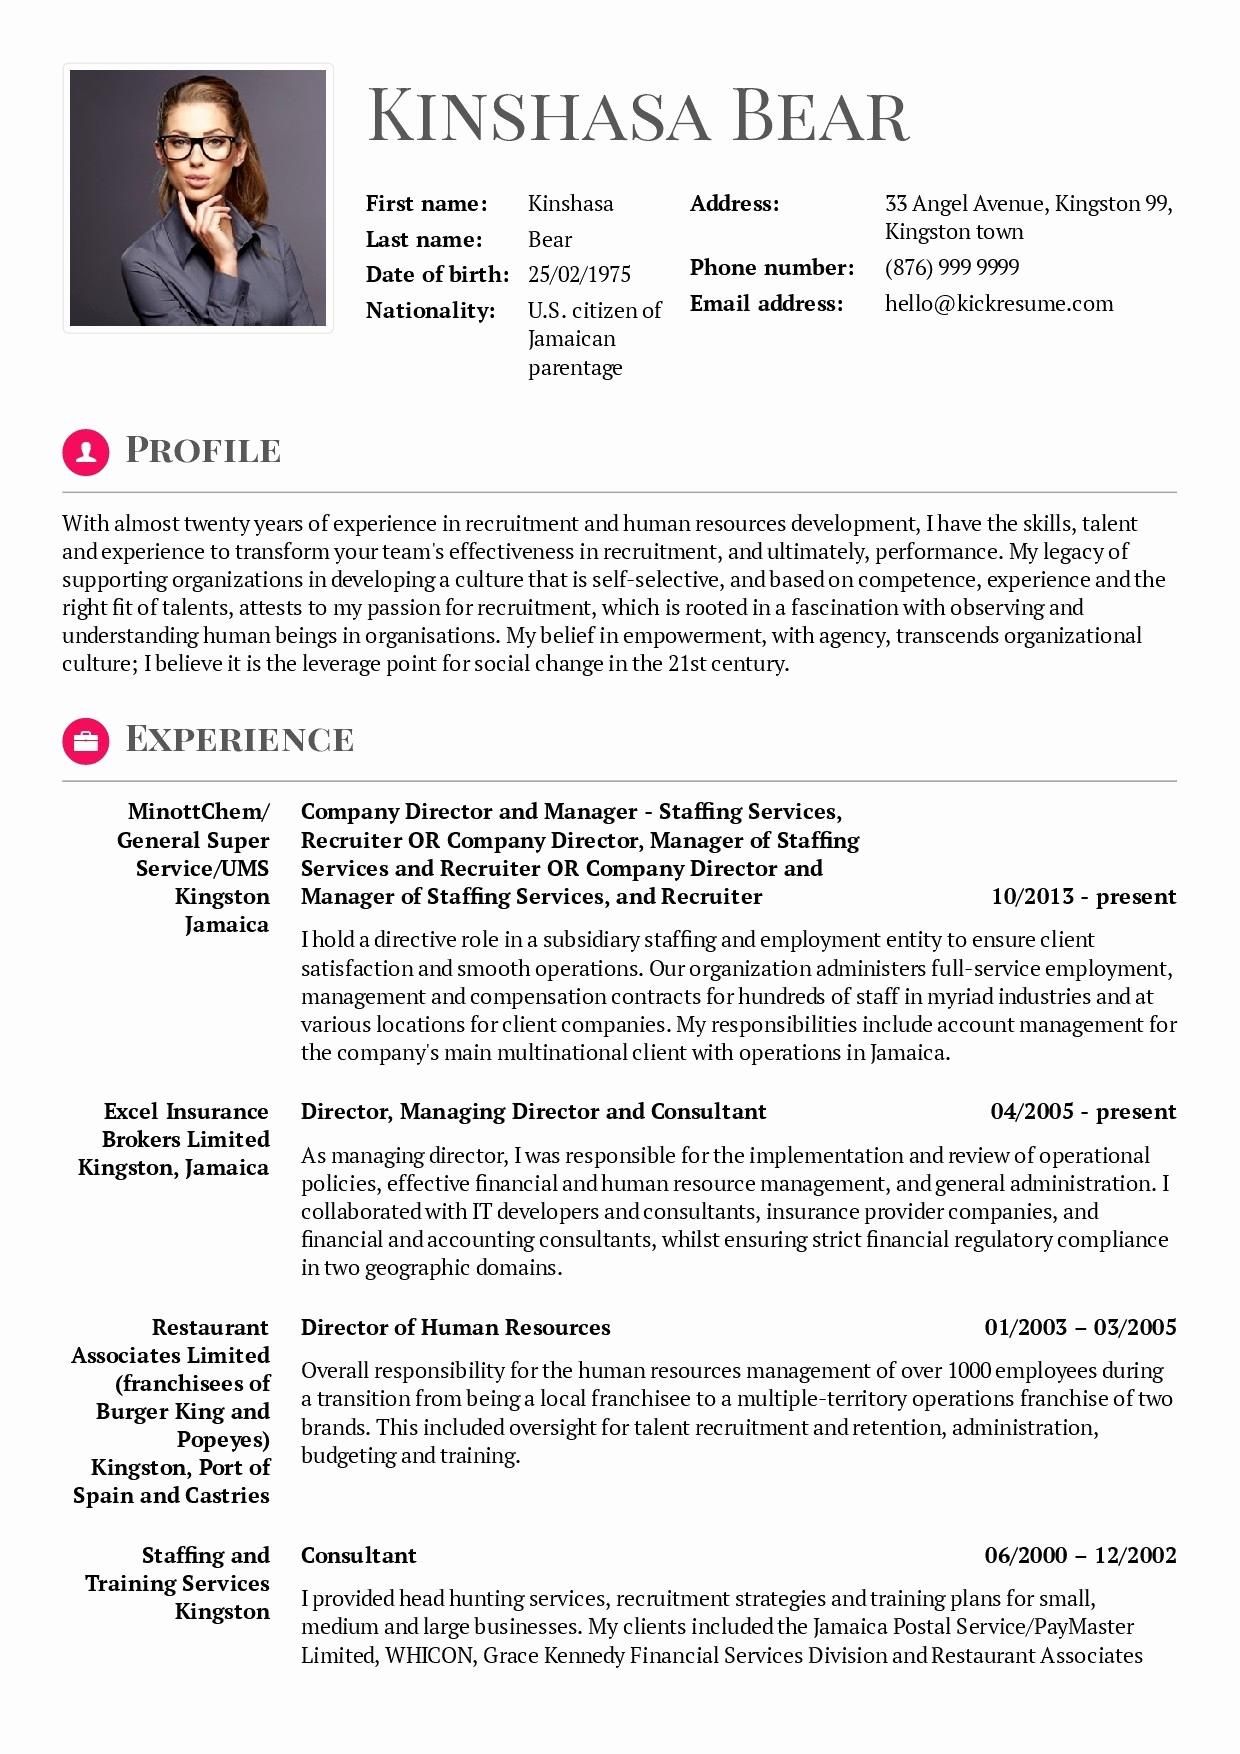 Kinshasa Bear
First name: Kinshasa
Last name: Bear
Date of birth: 25/02/1975
Nationality: U.S. citizen of
Jamaican
parentage
Address: 33 Angel Avenue, Kingston 99,
Kingston town
Phone number: (876) 999 9999
Email address: hello@kickresume.com
Profile
With almost twenty years of experience in recruitment and human resources development, I have the skills, talent
and experience to transform your team's effectiveness in recruitment, and ultimately, performance. My legacy of
supporting organizations in developing a culture that is self-selective, and based on competence, experience and the
right fit of talents, attests to my passion for recruitment, which is rooted in a fascination with observing and
understanding human beings in organisations. My belief in empowerment, with agency, transcends organizational
culture; I believe it is the leverage point for social change in the 21st century.
Experience
MinottChem/
General Super
Service/UMS
Kingston
Jamaica
Company Director and Manager - Staffing Services,
Recruiter OR Company Director, Manager of Staffing
Services and Recruiter OR Company Director and
Manager of Staffing Services, and Recruiter 10/2013 - present
I hold a directive role in a subsidiary staffing and employment entity to ensure client
satisfaction and smooth operations. Our organization administers full-service employment,
management and compensation contracts for hundreds of staff in myriad industries and at
various locations for client companies. My responsibilities include account management for
the company's main multinational client with operations in Jamaica.
Excel Insurance
Brokers Limited
Kingston, Jamaica
Director, Managing Director and Consultant 04/2005 - present
As managing director, I was responsible for the implementation and review of operational
policies, effective financial and human resource management, and general administration. I
collaborated with IT developers and consultants, insurance provider companies, and
financial and accounting consultants, whilst ensuring strict financial regulatory compliance
in two geographic domains.
Restaurant
Associates Limited
(franchisees of
Burger King and
Popeyes)
Kingston, Port of
Spain and Castries
Director of Human Resources 01/2003 – 03/2005
Overall responsibility for the human resources management of over 1000 employees during
a transition from being a local franchisee to a multiple-territory operations franchise of two
brands. This included oversight for talent recruitment and retention, administration,
budgeting and training.
Staffing and
Training Services
Kingston
Consultant 06/2000 – 12/2002
I provided head hunting services, recruitment strategies and training plans for small,
medium and large businesses. My clients included the Jamaica Postal Service/PayMaster
Limited, WHICON, Grace Kennedy Financial Services Division and Restaurant Associates